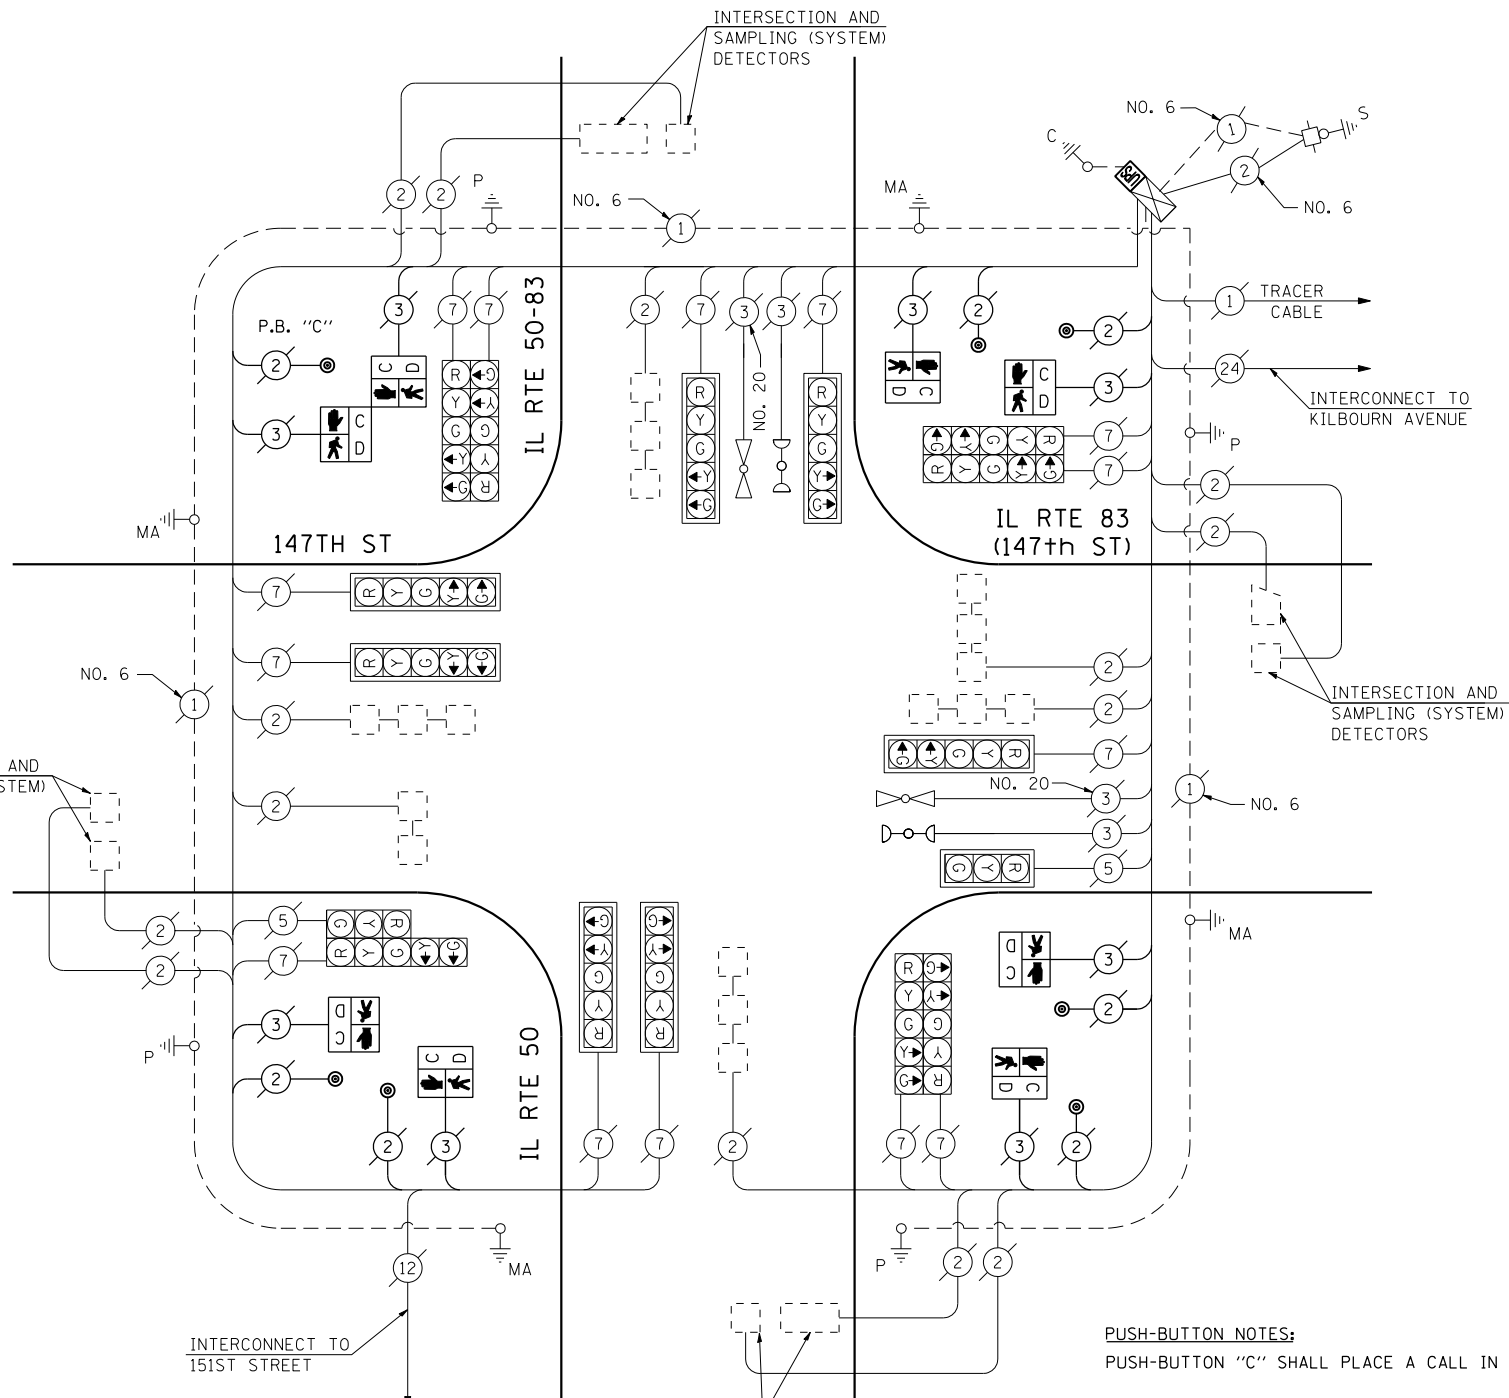 INTERSECTION AND
SAMPLING (SYSTEM)
DETECTORS
NO. 6
1
S
C
UPS
2
NO. 6
2
2
P
NO. 6
1
MA
1
TRACER
CABLE
P.B. "C"
3
7
7
IL RTE 50-83
2
7
3
3
7
NO. 20
3
2
2
2
C D
C
D
3
D C
C
D
3
24
INTERCONNECT TO
KILBOURN AVENUE
R G
Y Y
G G
Y Y
G R
R
Y
G
Y
G
R
Y
G
Y
G
G Y G Y R
R Y G Y G
7
7
P
2
2
MA
147TH ST
IL RTE 83
(147th ST)
7
R Y G Y G
7
R Y G Y G
2
2
NO. 6
1
2
2
INTERSECTION AND
SAMPLING (SYSTEM)
DETECTORS
G Y G Y R
7
NO. 20
3
3
G Y R
5
1
NO. 6
AND
STEM)
2
2
5
G Y R
7
R Y G Y G
G
Y
G
Y
R
G
Y
G
Y
R
R G
Y Y
G G
Y Y
G R
D
C
3
2
MA
3
D
C
P
2
C D
IL RTE 50
D C
2
3
7
7
2
7
7
3
2
MA
P
12
2
2
INTERCONNECT TO
151ST STREET
PUSH-BUTTON NOTES:
PUSH-BUTTON "C" SHALL PLACE A CALL IN